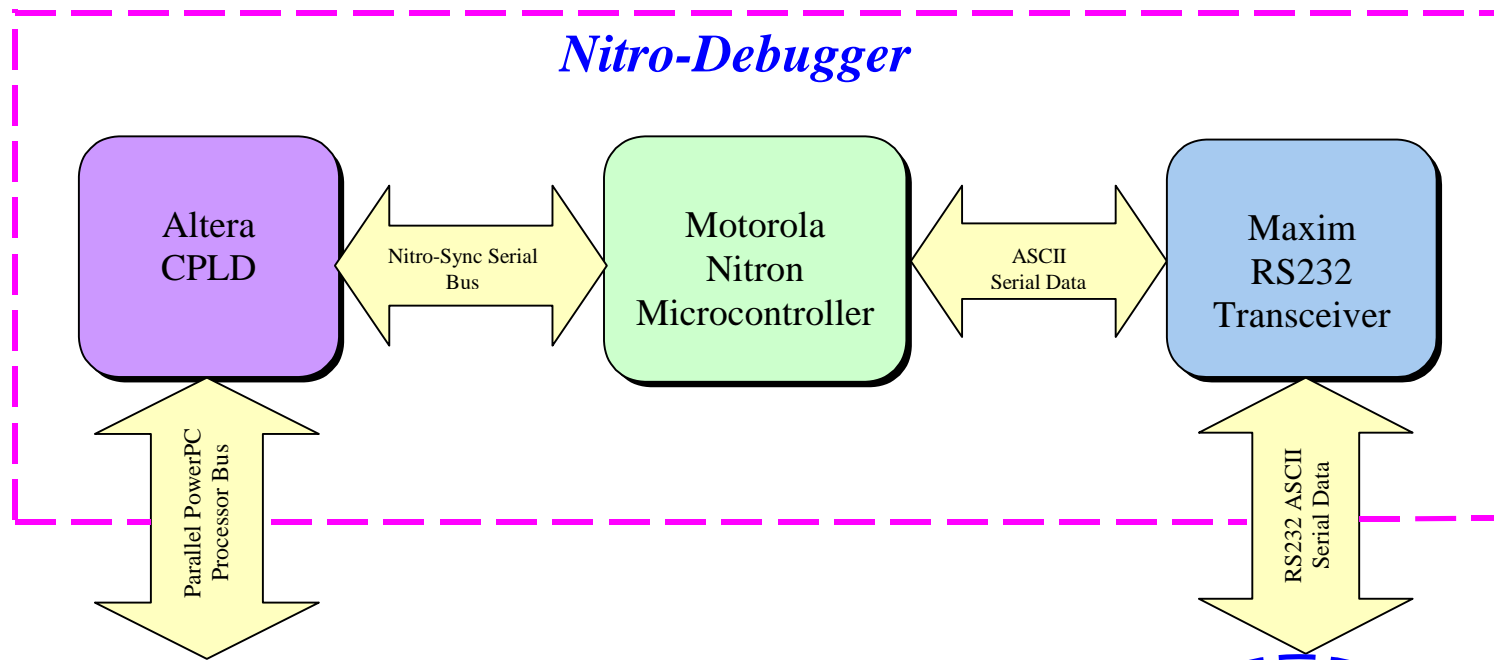 Nitro-Debugger
Altera
CPLD
Nitro-Sync Serial
Bus
Motorola
Nitron
Microcontroller
ASCII
Serial Data
Maxim
RS232
Transceiver
Parallel PowerPC
Processor Bus
RS232 ASCII
Serial Data